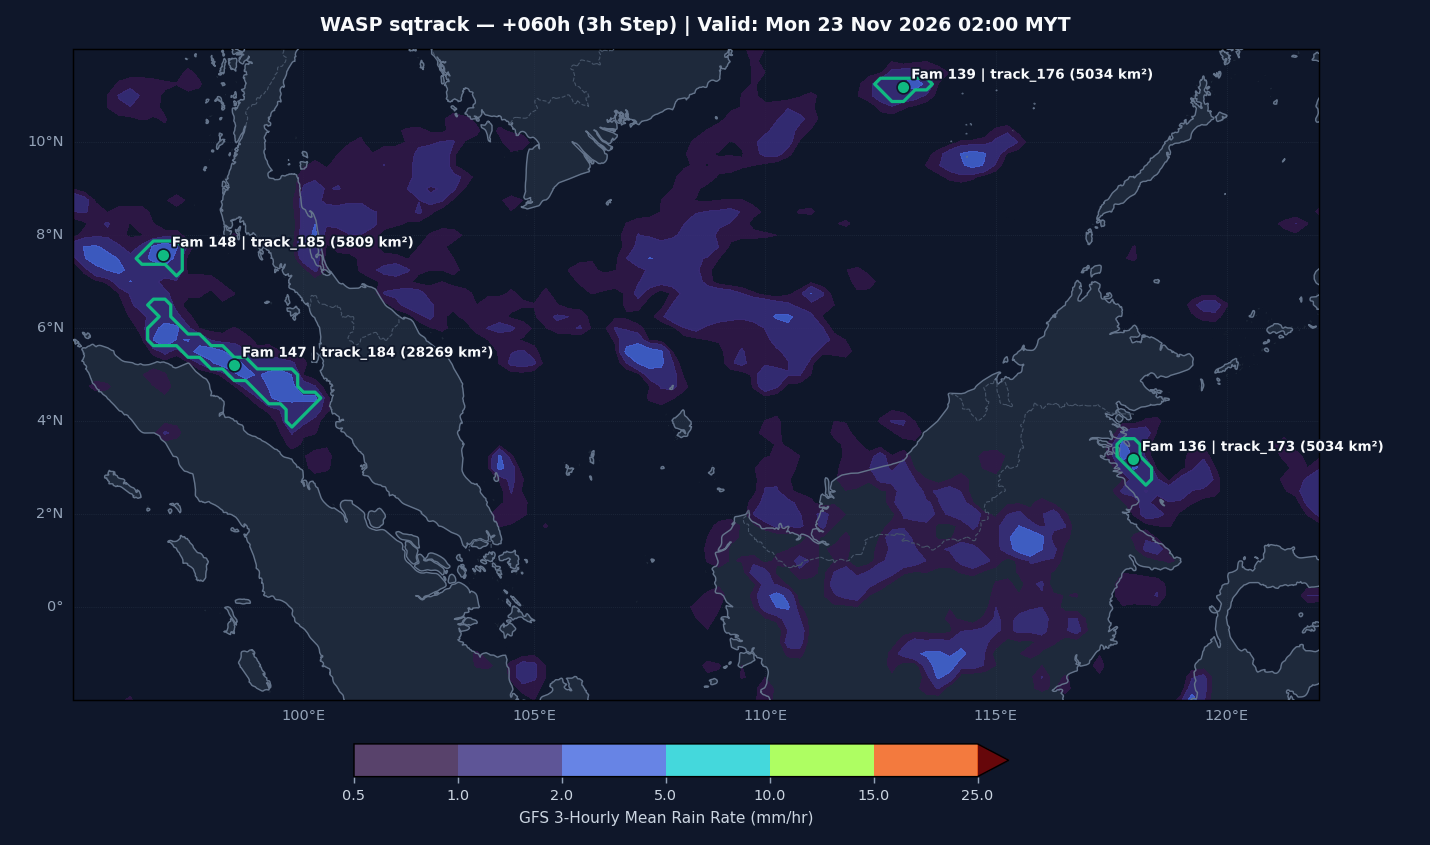 WASP sqtrack — +060h (3h Step) | Valid: Mon 23 Nov 2026 02:00 MYT
Fam 139 | track_176 (5034 km²)
10°N
8°N
Fam 148 | track_185 (5809 km²)
6°N
Fam 147 | track_184 (28269 km²)
4°N
Fam 136 | track_173 (5034 km²)
2°N
0°
100°E 105°E 110°E 115°E 120°E
0.5 1.0 2.0 5.0 10.0 15.0 25.0
GFS 3-Hourly Mean Rain Rate (mm/hr)